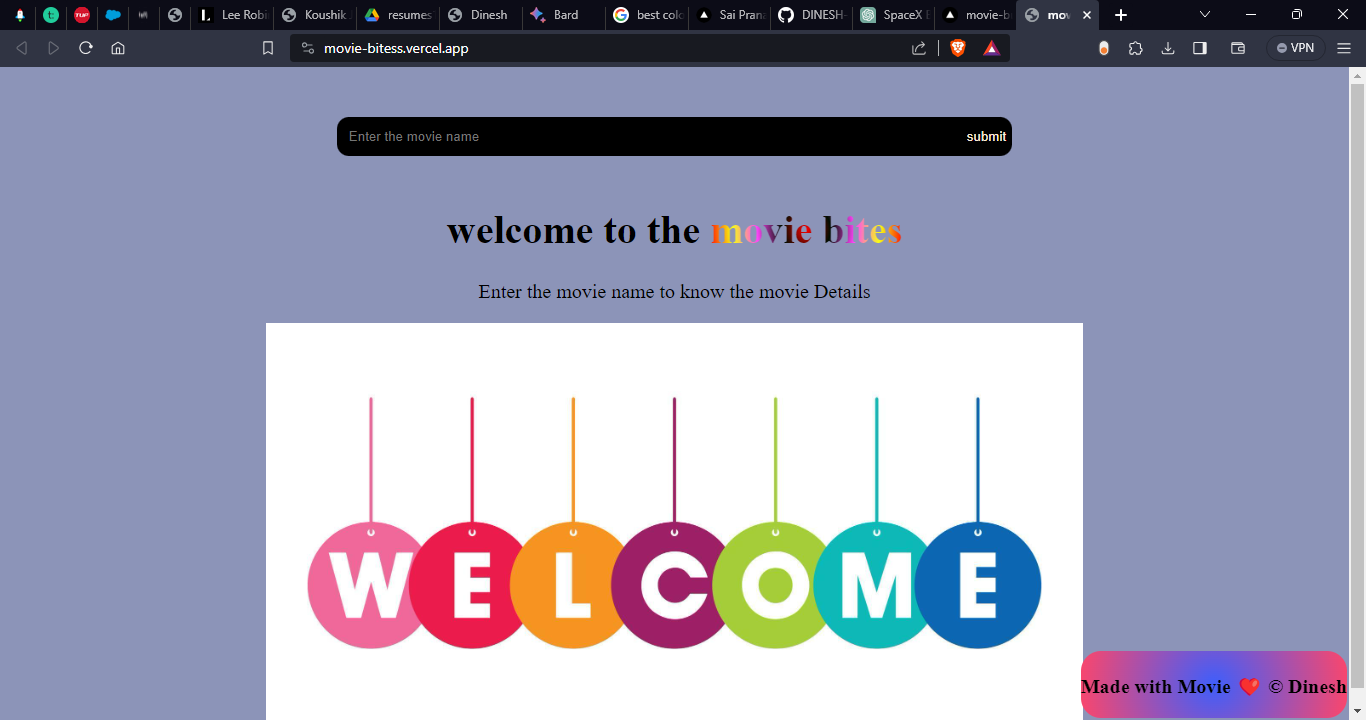 TUF Lee Robi Koushik resumes Dinesh Bard best colo Sai Prana DINESH- SpaceX E movie-b mov
movie-bitess.vercel.app VPN
Enter the movie name submit
welcome to the movie bites
Enter the movie name to know the movie Details
WELCOME
Made with Movie ❤️ © Dinesh